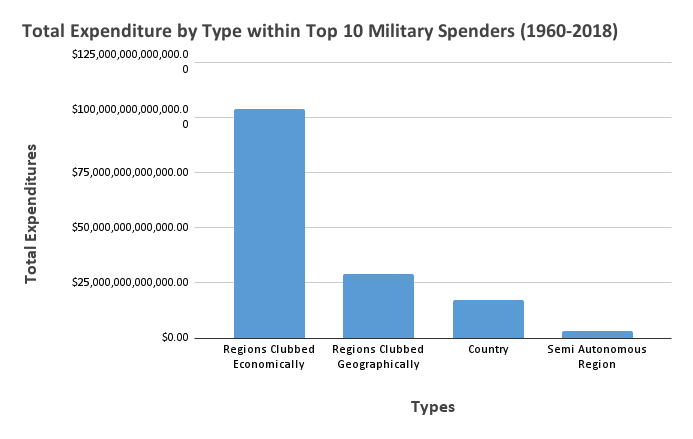 Total Expenditure by Type within Top 10 Military Spenders (1960-2018)
$125,000,000,000,000.0
0
$100,000,000,000,000.0
0
$75,000,000,000,000.00
$50,000,000,000,000.00
$25,000,000,000,000.00
$0.00
Total Expenditures
Regions Clubbed
Economically
Regions Clubbed
Geographically
Country
Semi Autonomous
Region
Types